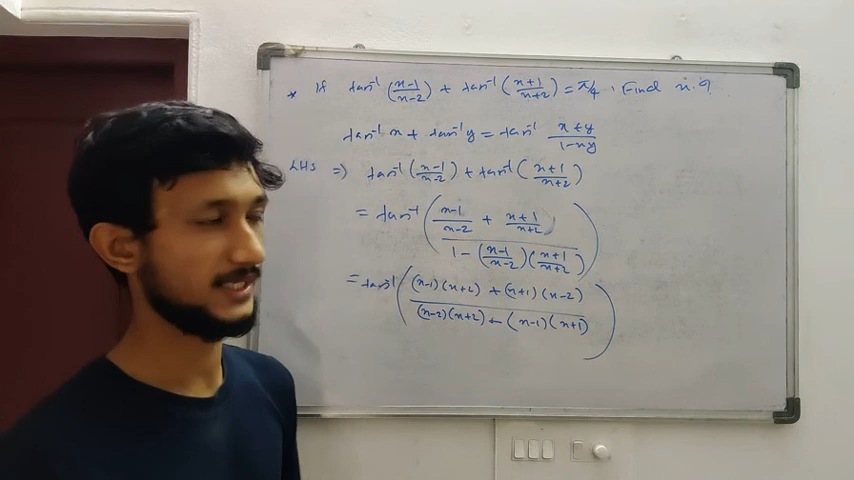 * If tan⁻¹(x-1/x-2) + tan⁻¹(x+1/x+2) = π/4, Find x.?
tan⁻¹ x + tan⁻¹ y = tan⁻¹ x+y/1-xy
LHS ⇒ tan⁻¹(x-1/x-2) + tan⁻¹(x+1/x+2)
= tan⁻¹(x-1/x-2 + x+1/x+2 / 1-(x-1/x-2)(x+1/x+2))
= tan⁻¹((x-1)(x+2) + (x+1)(x-2) / (x-2)(x+2) - (x-1)(x+1))